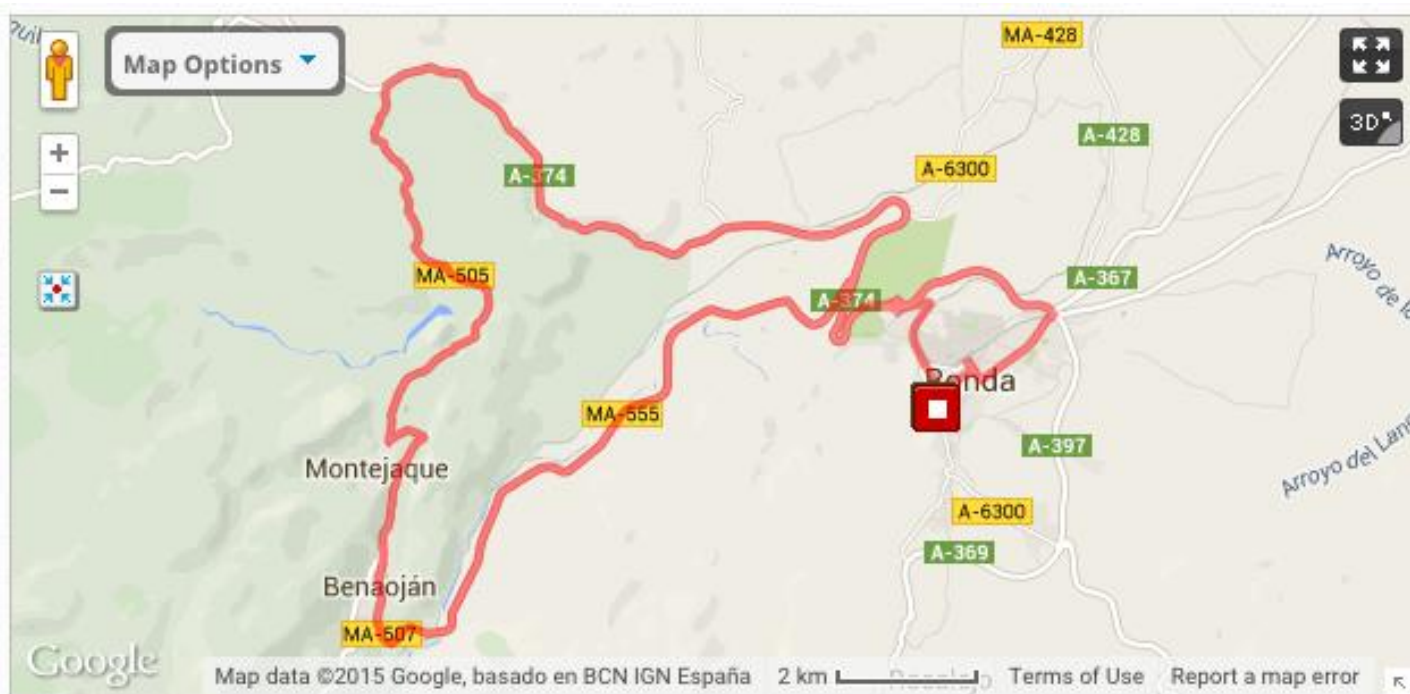 MA-428
Map Options
3D
A-428
A-6300
A-374
A-367
Arroyo de
MA-505
A-374
Ronda
MA-555
A-397
Arroyo del
Montejaque
A-6300
A-369
Benaoján
MA-507
Google
Map data ©2015 Google, basado en BCN IGN España 2 km Terms of Use Report a map error